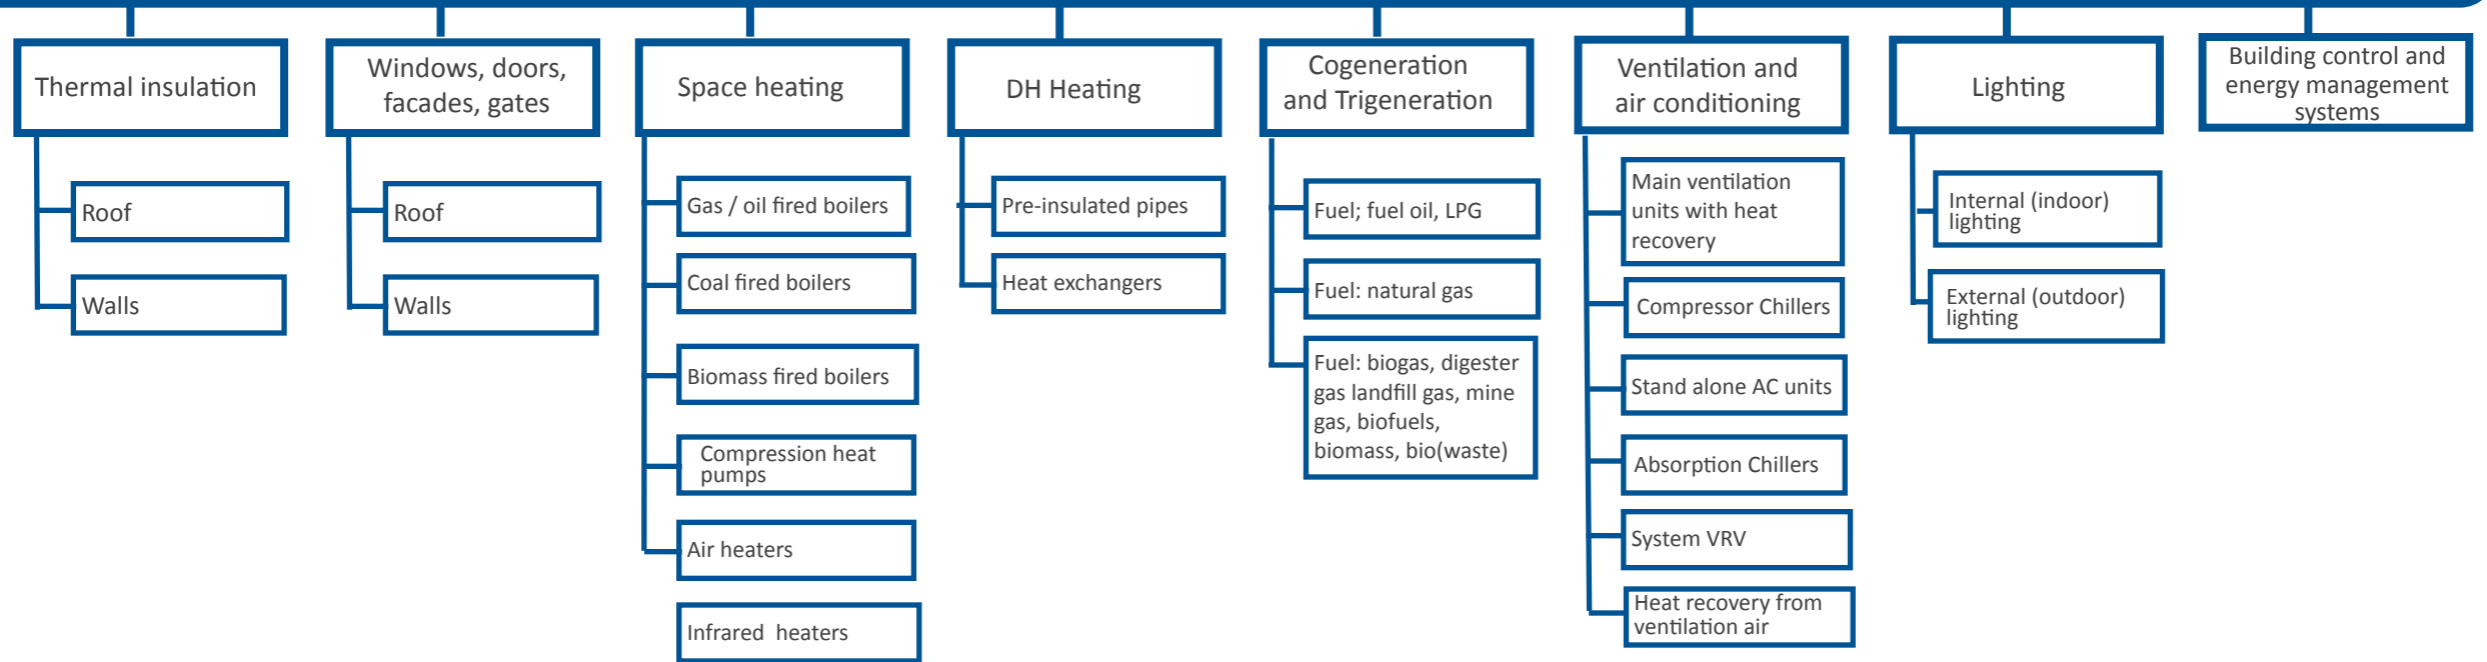 Thermal insulation
Roof
Walls
Windows, doors,
facades, gates
Roof
Walls
Space heating
Gas / oil fired boilers
Coal fired boilers
Biomass fired boilers
Compression heat
pumps
Air heaters
Infrared heaters
DH Heating
Pre-insulated pipes
Heat exchangers
Cogeneration
and Trigeneration
Fuel; fuel oil, LPG
Fuel: natural gas
Fuel: biogas, digester
gas landfill gas, mine
gas, biofuels,
biomass, bio(waste)
Ventilation and
air conditioning
Main ventilation
units with heat
recovery
Compressor Chillers
Stand alone AC units
Absorption Chillers
System VRV
Heat recovery from
ventilation air
Lighting
Internal (indoor)
lighting
External (outdoor)
lighting
Building control and
energy management
systems